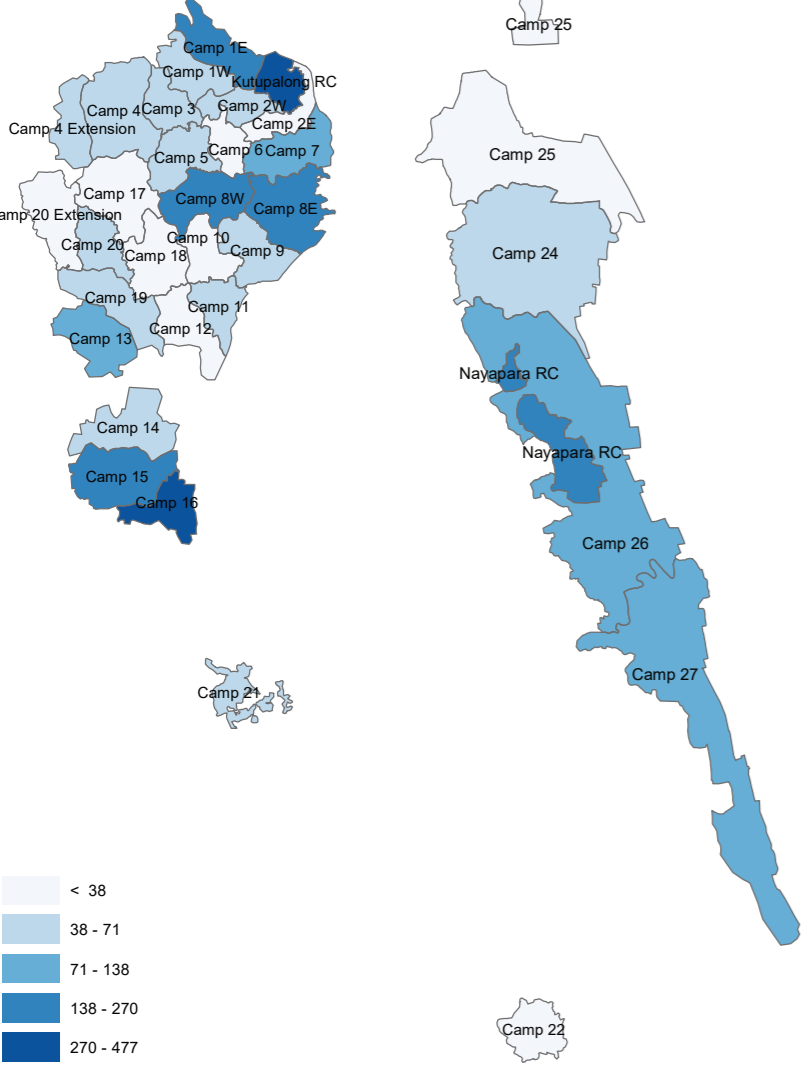 Camp 25
Camp 1E
Camp 1W
Kutupalong RC
Camp 4
Camp 3
Camp 2W
Camp 4 Extension
Camp 2E
Camp 5
Camp 6
Camp 7
Camp 25
Camp 17
Camp 8W
Camp 8E
amp 20 Extension
Camp 20
Camp 10
Camp 18
Camp 9
Camp 24
Camp 19
Camp 11
Camp 12
Camp 13
Nayapara RC
Camp 14
Nayapara RC
Camp 15
Camp 16
Camp 26
Camp 27
Camp 21
< 38
38 - 71
71 - 138
138 - 270
270 - 477
Camp 22